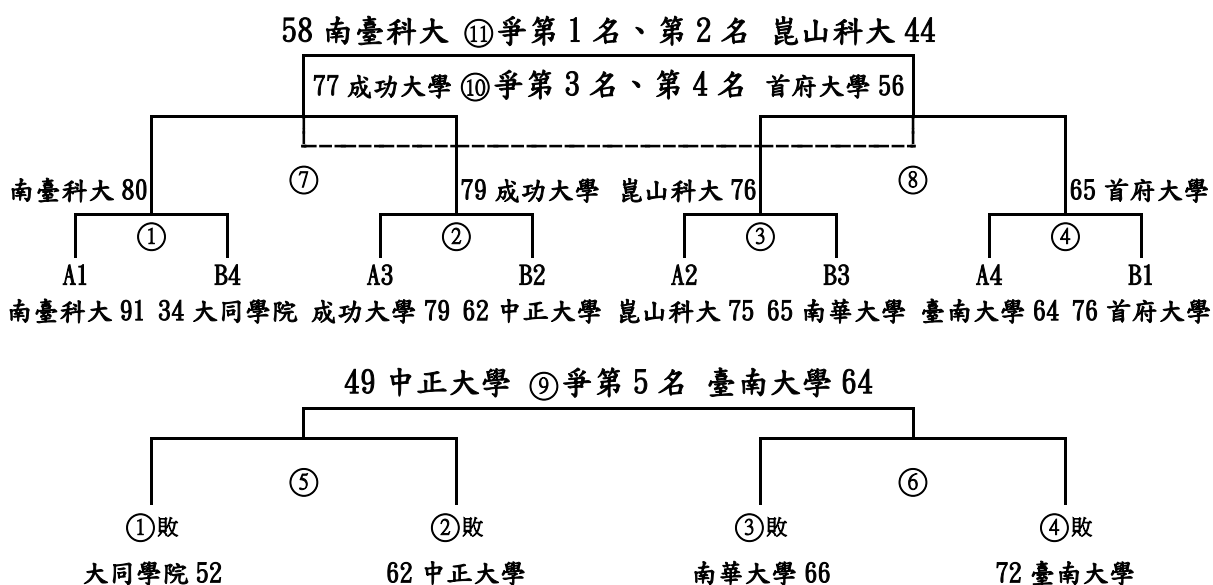 58 南臺科大 ⑪爭第 1 名、第 2 名 崑山科大 44
77 成功大學 ⑩爭第 3 名、第 4 名 首府大學 56
⑦ ⑧
南臺科大 80 79 成功大學 崑山科大 76 65 首府大學
① ② ③ ④
A1 B4 A3 B2 A2 B3 A4 B1
南臺科大 91 34 大同學院 成功大學 79 62 中正大學 崑山科大 75 65 南華大學 臺南大學 64 76 首府大學
49 中正大學 ⑨爭第 5 名 臺南大學 64
⑤ ⑥
①敗 ②敗 ③敗 ④敗
大同學院 52 62 中正大學 南華大學 66 72 臺南大學